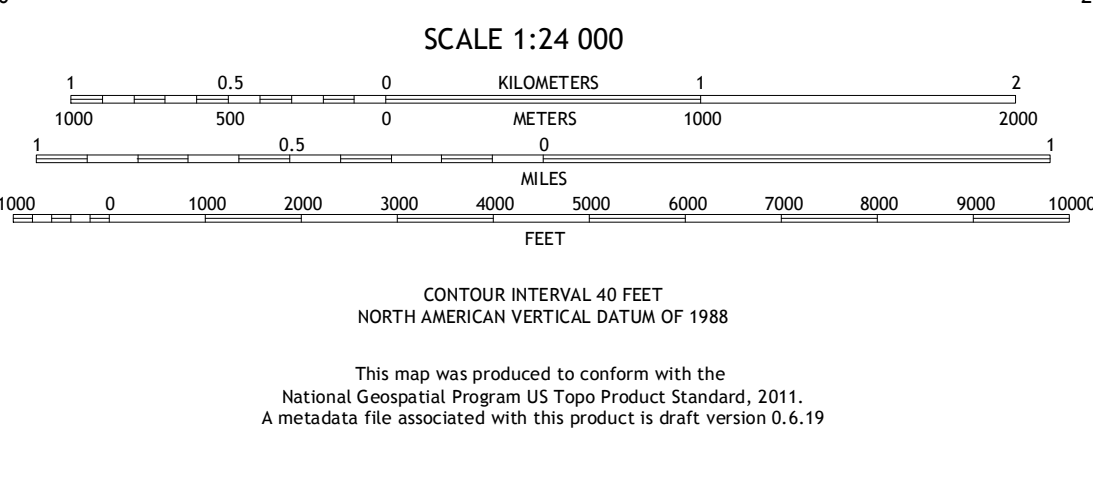 SCALE 1:24 000
1 0.5 0 KILOMETERS 1 2
1000 500 0 METERS 1000 2000
1 0.5 0 1
MILES
1000 0 1000 2000 3000 4000 5000 6000 7000 8000 9000 10000
FEET
CONTOUR INTERVAL 40 FEET
NORTH AMERICAN VERTICAL DATUM OF 1988
This map was produced to conform with the
National Geospatial Program US Topo Product Standard, 2011.
A metadata file associated with this product is draft version 0.6.19